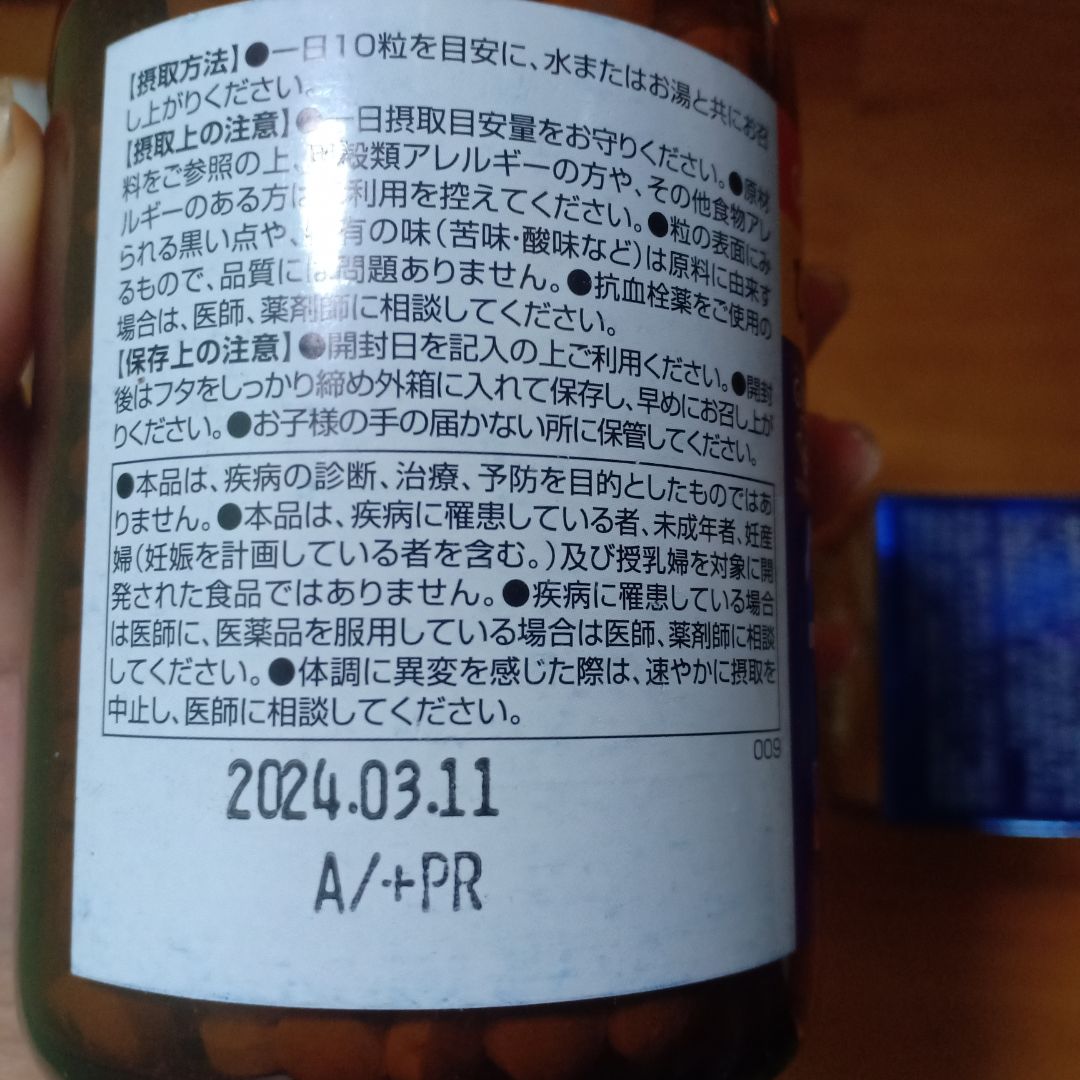 【摂取方法】●一日10粒を目安に、水またはお湯と共にお召
し上がりください。
【摂取上の注意】●一日摂取目安量をお守りください。●原材
料をご参照の上、穀類アレルギーの方や、その他食物アレ
ルギーのある方はご利用を控えてください。●粒の表面にみ
られる黒い点や、特有の味(苦味・酸味など)は原料に由来す
るもので、品質には問題ありません。●抗血栓薬をご使用の
場合は、医師、薬剤師に相談してください。
【保存上の注意】●開封日を記入の上ご利用ください。●開封
後はフタをしっかり締め外箱に入れて保存し、早めにお召し上が
りください。●お子様の手の届かない所に保管してください。
●本品は、疾病の診断、治療、予防を目的としたものではあ
りません。●本品は、疾病に罹患している者、未成年者、妊産
婦(妊娠を計画している者を含む。)及び授乳婦を対象に開
発された食品ではありません。●疾病に罹患している場合
は医師に、医薬品を服用している場合は医師、薬剤師に相談
してください。●体調に異変を感じた際は、速やかに摂取を
中止し、医師に相談してください。
009
2024.03.11
A/+PR